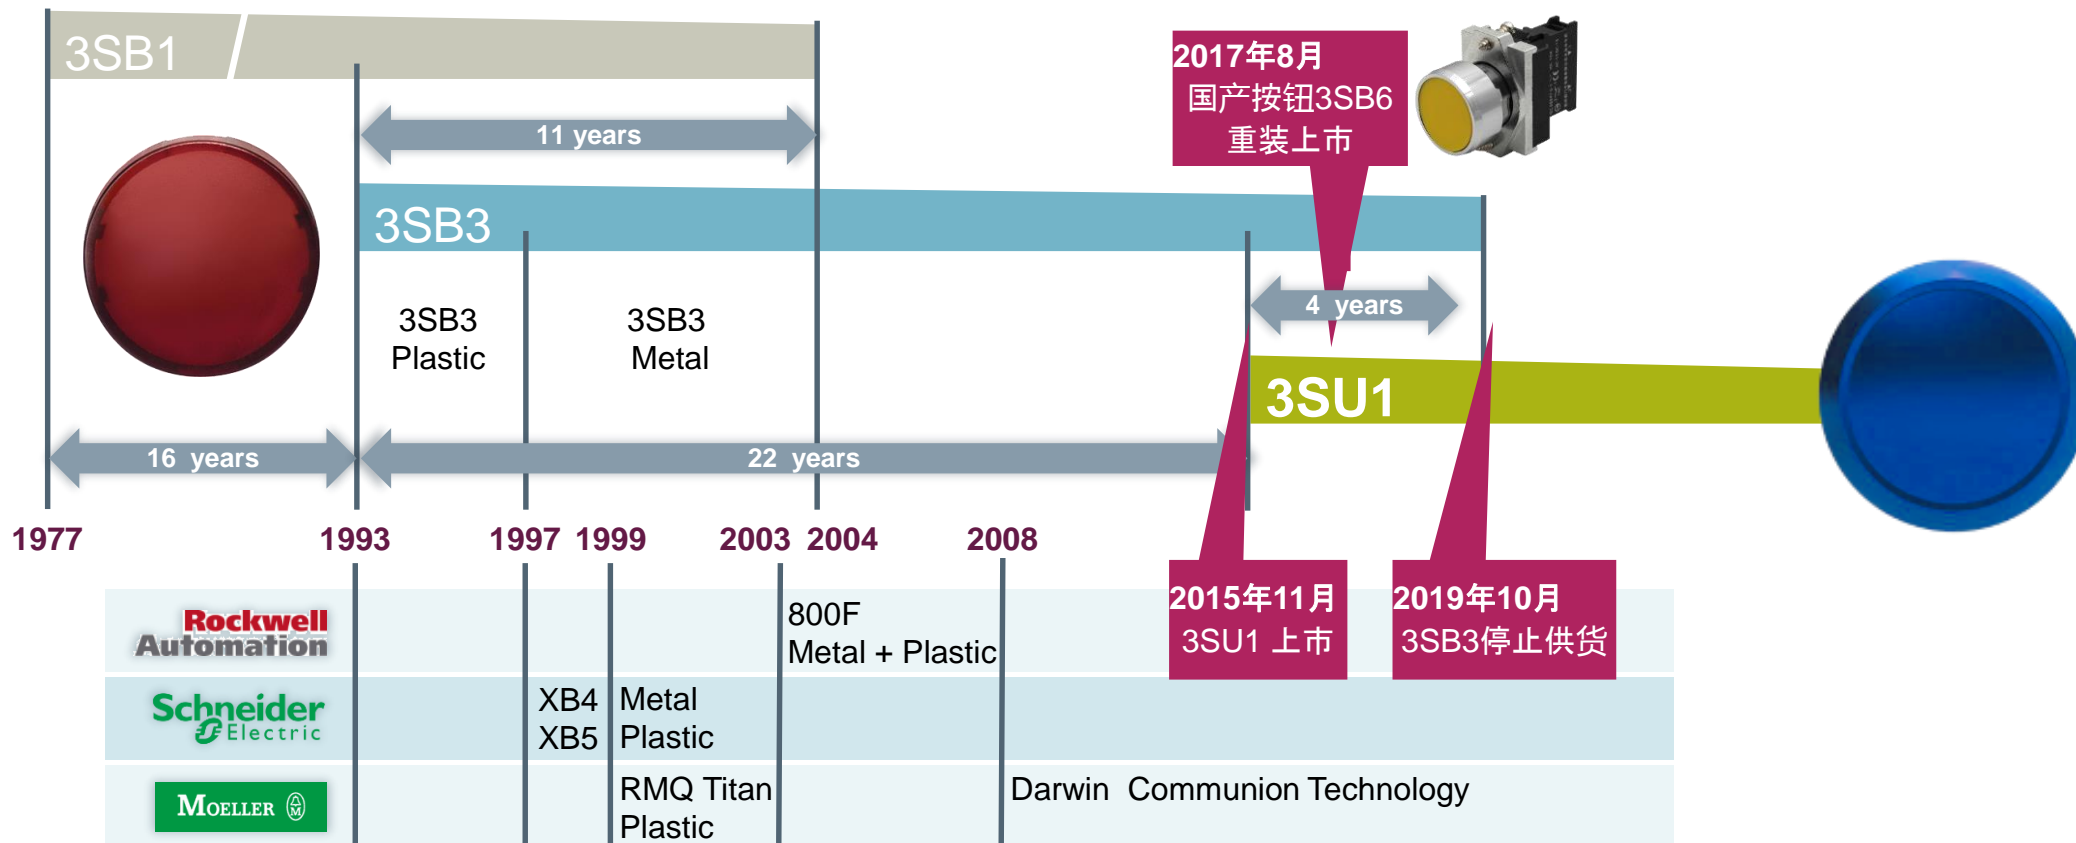 3SB1
2017年8月
国产按钮3SB6
重装上市
11 years
3SB3
3SB3
Plastic
3SB3
Metal
4 years
3SU1
16 years
22 years
1977
1993
1997
1999
2003
2004
2008
2015年11月
3SU1 上市
2019年10月
3SB3停止供货
Rockwell
Automation
800F
Metal + Plastic
Schneider
Electric
XB4
XB5
Metal
Plastic
MOELLER
RMQ Titan
Plastic
Darwin Communion Technology